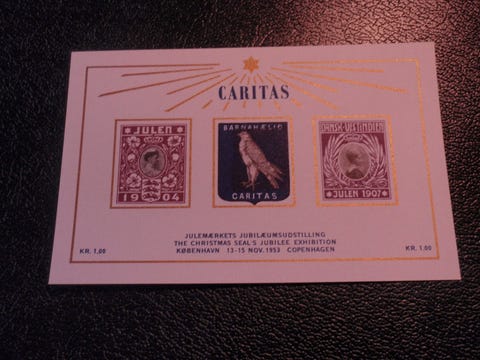 CARITAS
JULEN
1904
BARNAHÆLIÐ
CARITAS
DANSK-VESTINDIEN
JULEN 1907
JULEMÆRKETS JUBILÆUMSUDSTILLING
THE CHRISTMAS SEAL'S JUBILEE EXHIBITION
KØBENHAVN 13-15 NOV. 1953 COPENHAGEN
KR. 1,00
KR. 1,00